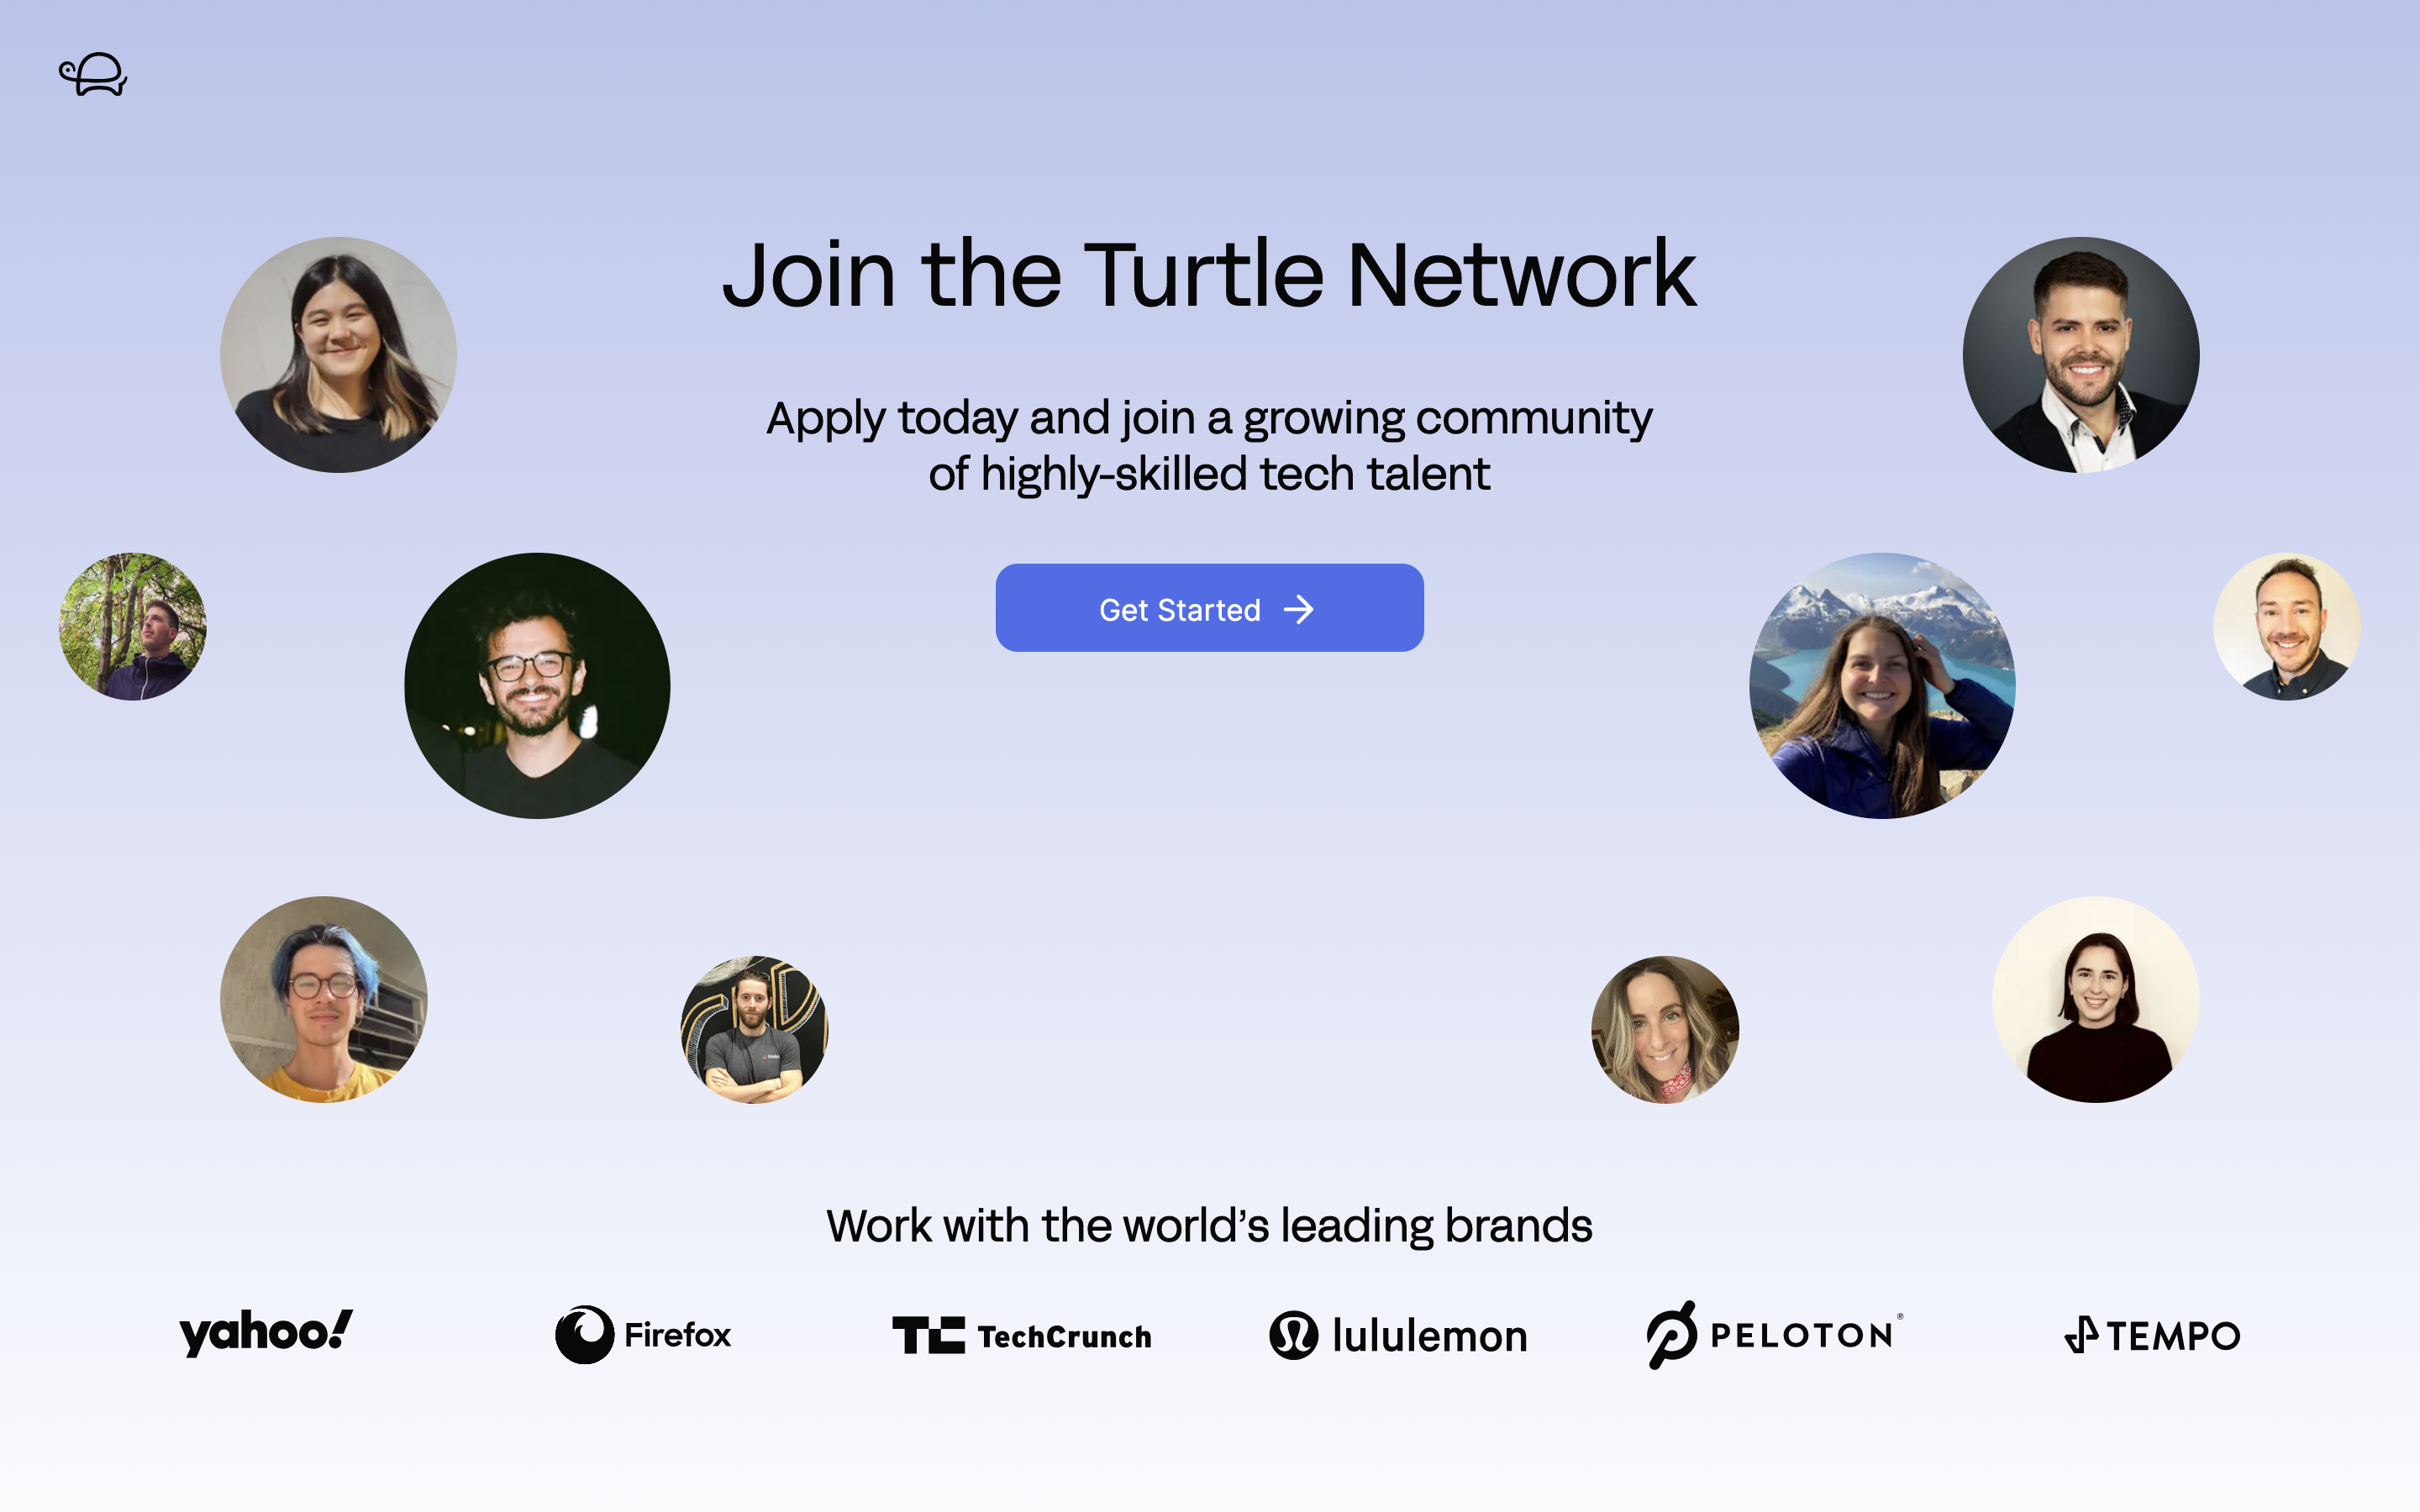 Join the Turtle Network
Apply today and join a growing community
of highly-skilled tech talent
Get Started
Work with the world’s leading brands
yahoo!
Firefox
TC TechCrunch
lululemon
PELOTON®
TEMPO